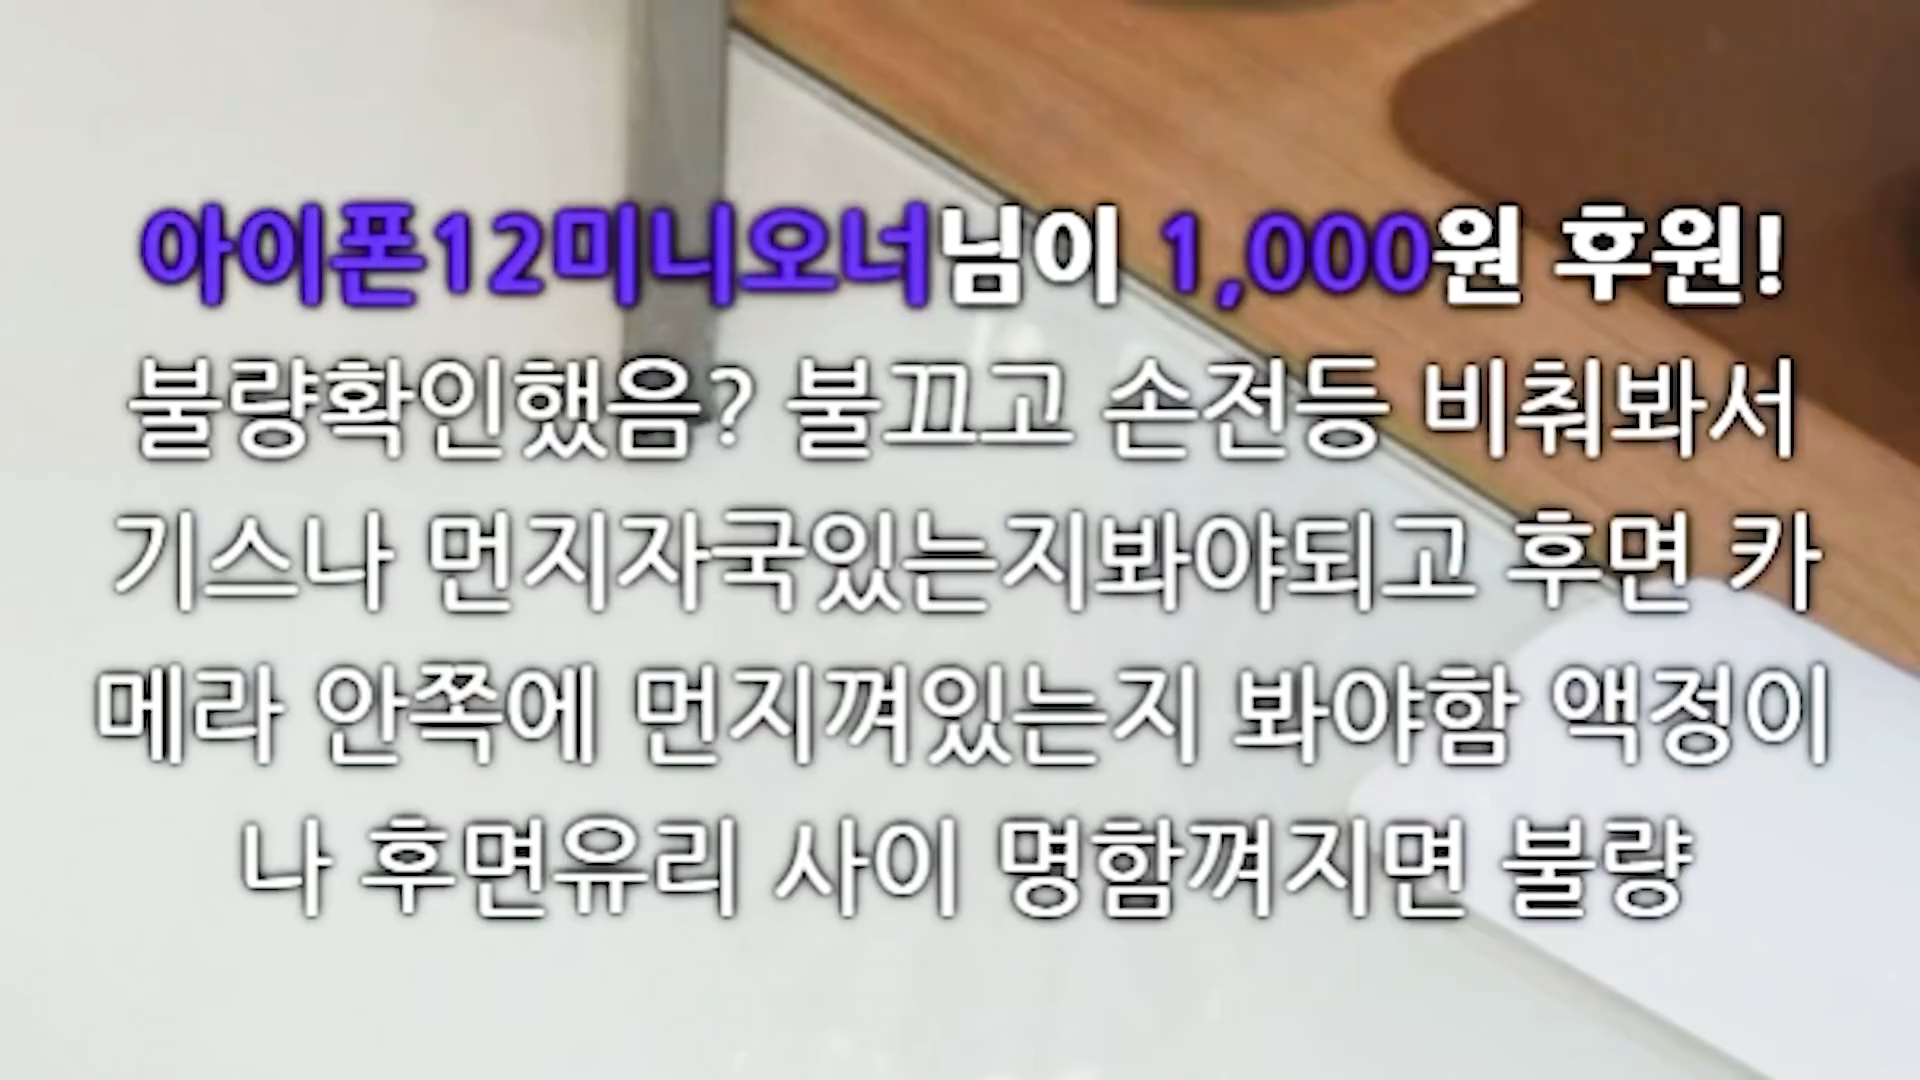 아이폰12미니오너님이 1,000원 후원!
불량확인했음? 불끄고 손전등 비춰봐서
기스나 먼지자국있는지봐야되고 후면 카
메라 안쪽에 먼지껴있는지 봐야함 액정이
나 후면유리 사이 명함껴지면 불량